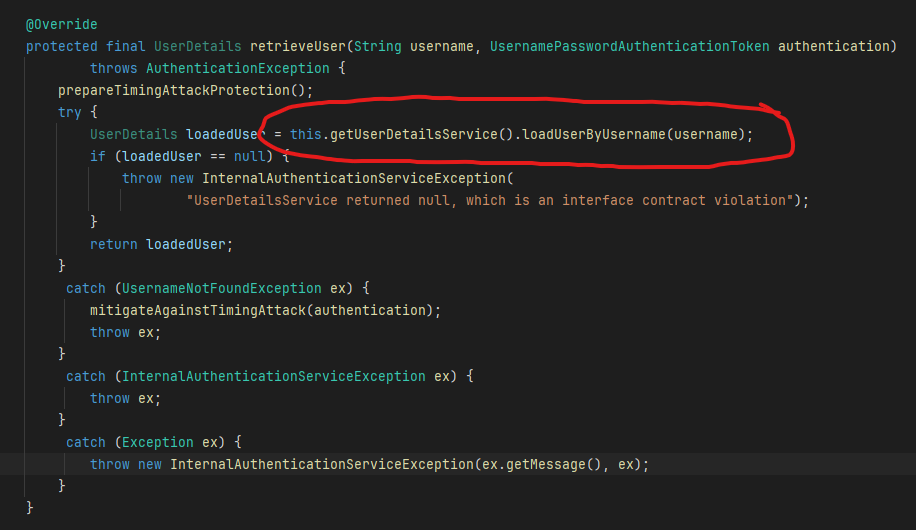 @Override
protected final UserDetails retrieveUser(String username, UsernamePasswordAuthenticationToken authentication)
throws AuthenticationException {
prepareTimingAttackProtection();
try {
UserDetails loadedUser = this.getUserDetailsService().loadUserByUsername(username);
if (loadedUser == null) {
throw new InternalAuthenticationServiceException(
"UserDetailsService returned null, which is an interface contract violation");
}
return loadedUser;
}
catch (UsernameNotFoundException ex) {
mitigateAgainstTimingAttack(authentication);
throw ex;
}
catch (InternalAuthenticationServiceException ex) {
throw ex;
}
catch (Exception ex) {
throw new InternalAuthenticationServiceException(ex.getMessage(), ex);
}
}